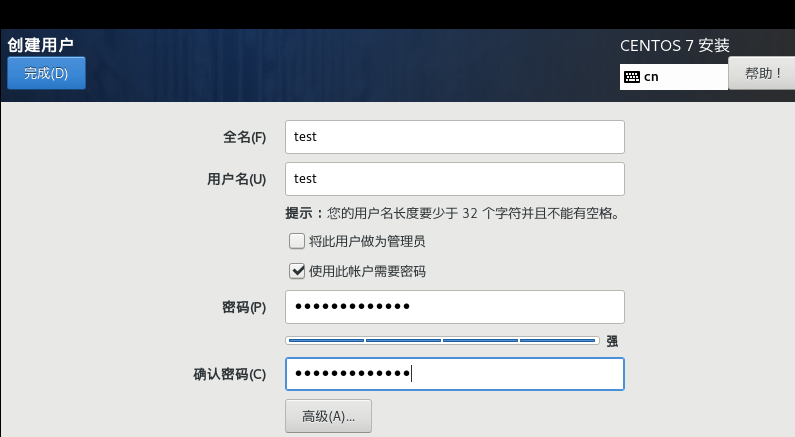 创建用户
CENTOS 7 安装
完成(D)
cn
帮助！
全名(F)
test
用户名(U)
test
提示：您的用户名长度要少于 32 个字符并且不能有空格。
将此用户做为管理员
使用此帐户需要密码
密码(P)
●●●●●●●●●●●●●
强
确认密码(C)
●●●●●●●●●●●●●
高级(A)...